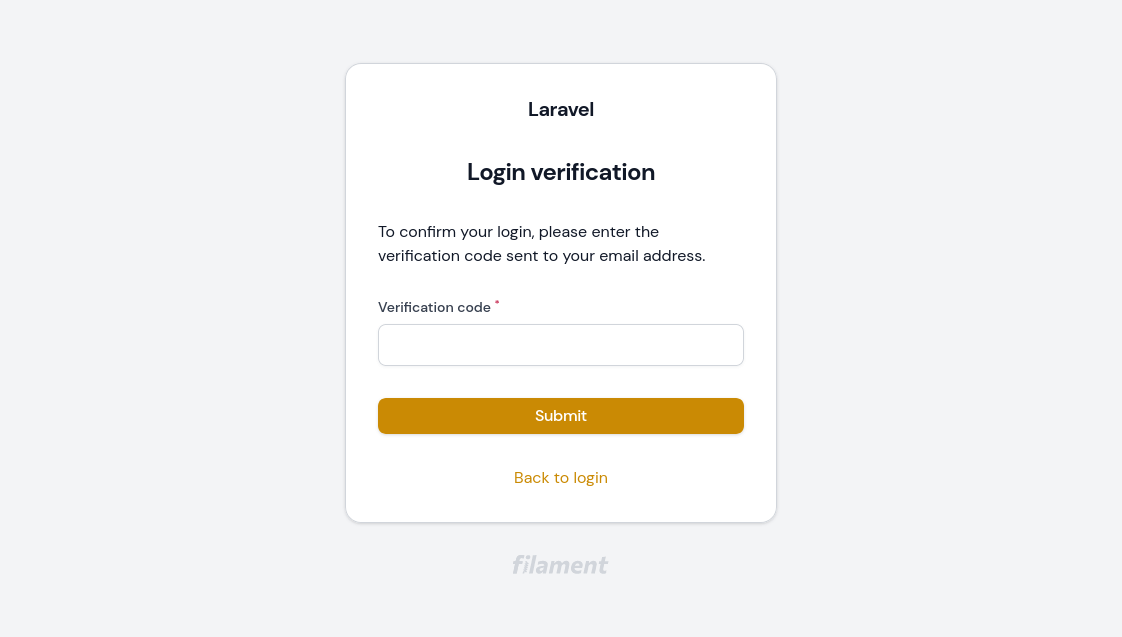 Laravel
Login verification
To confirm your login, please enter the
verification code sent to your email address.
Verification code *
Submit
Back to login
filament